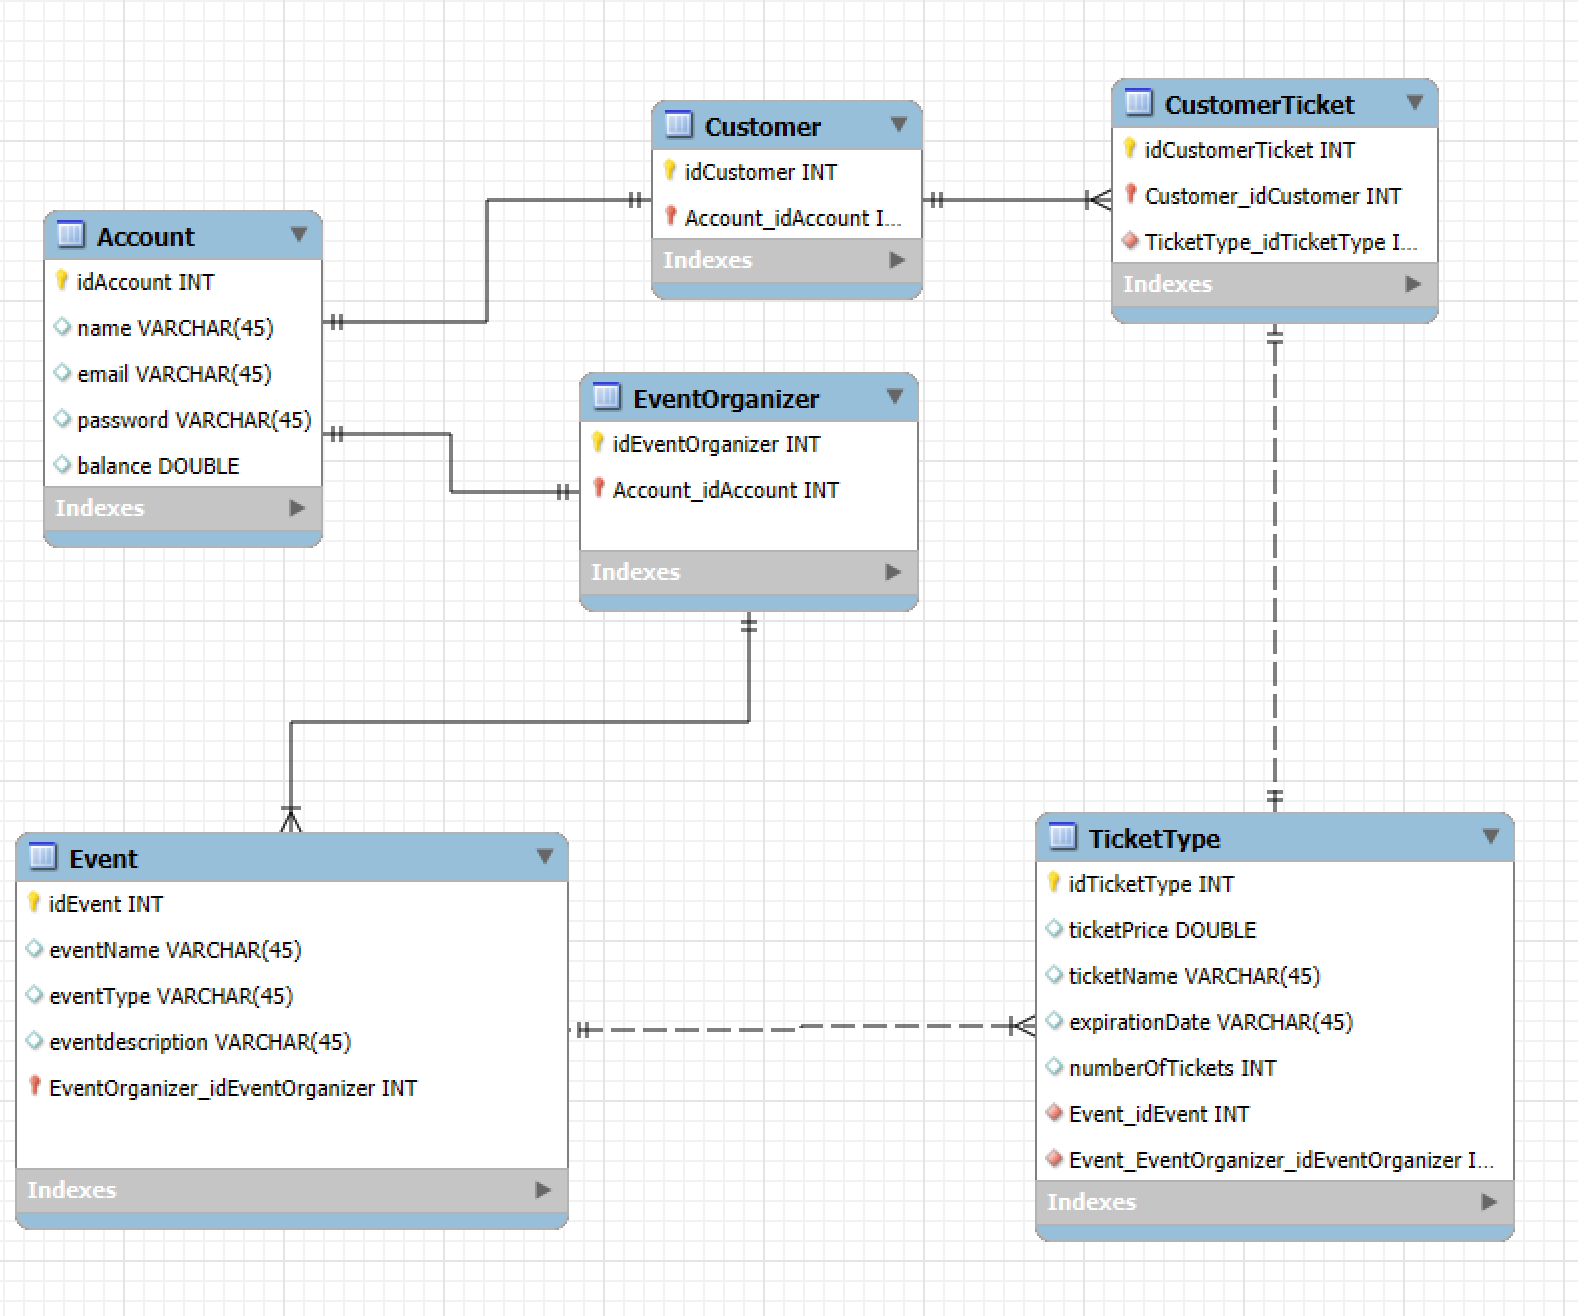 Account
idAccount INT
name VARCHAR(45)
email VARCHAR(45)
password VARCHAR(45)
balance DOUBLE
Indexes
Customer
idCustomer INT
Account_idAccount I...
Indexes
CustomerTicket
idCustomerTicket INT
Customer_idCustomer INT
TicketType_idTicketType I...
Indexes
EventOrganizer
idEventOrganizer INT
Account_idAccount INT
Indexes
Event
idEvent INT
eventName VARCHAR(45)
eventType VARCHAR(45)
eventdescription VARCHAR(45)
EventOrganizer_idEventOrganizer INT
Indexes
TicketType
idTicketType INT
ticketPrice DOUBLE
ticketName VARCHAR(45)
expirationDate VARCHAR(45)
numberOfTickets INT
Event_idEvent INT
Event_EventOrganizer_idEventOrganizer I...
Indexes